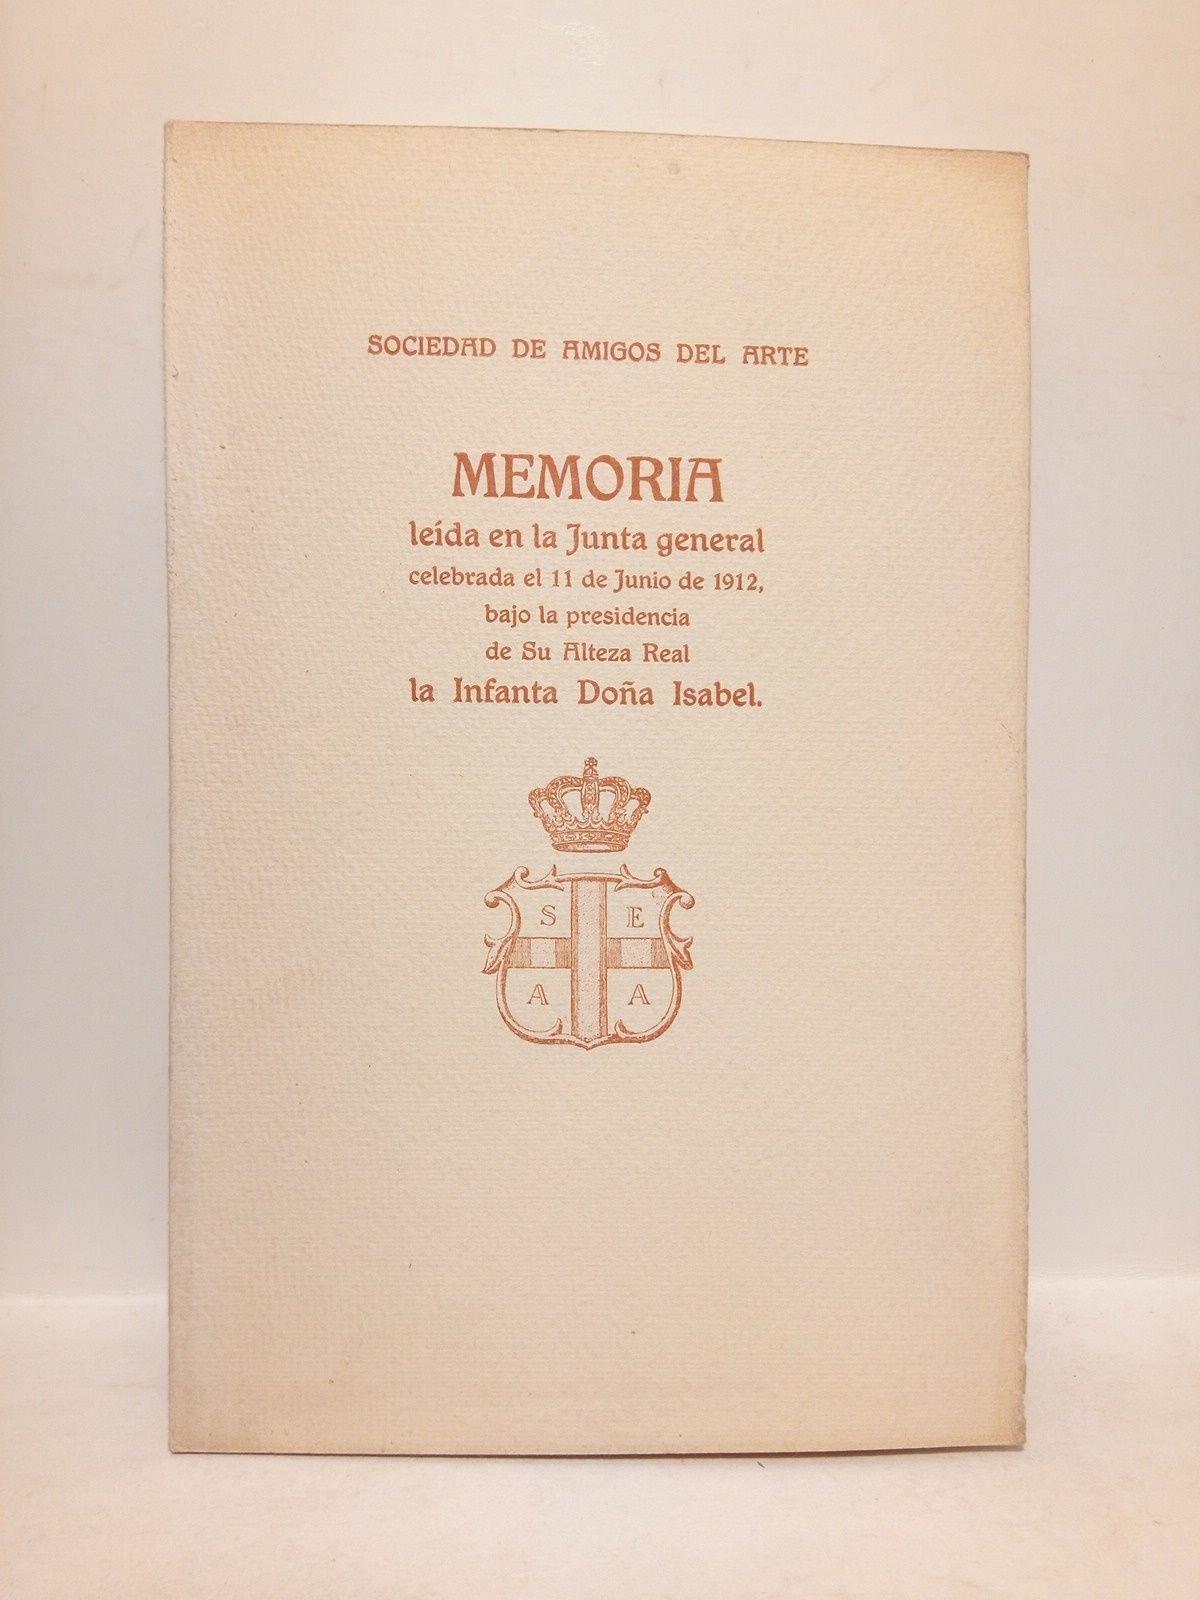 SOCIEDAD DE AMIGOS DEL ARTE
MEMORIA
leída en la Junta general
celebrada el 11 de Junio de 1912,
bajo la presidencia
de Su Alteza Real
la Infanta Doña Isabel.
S E
A A